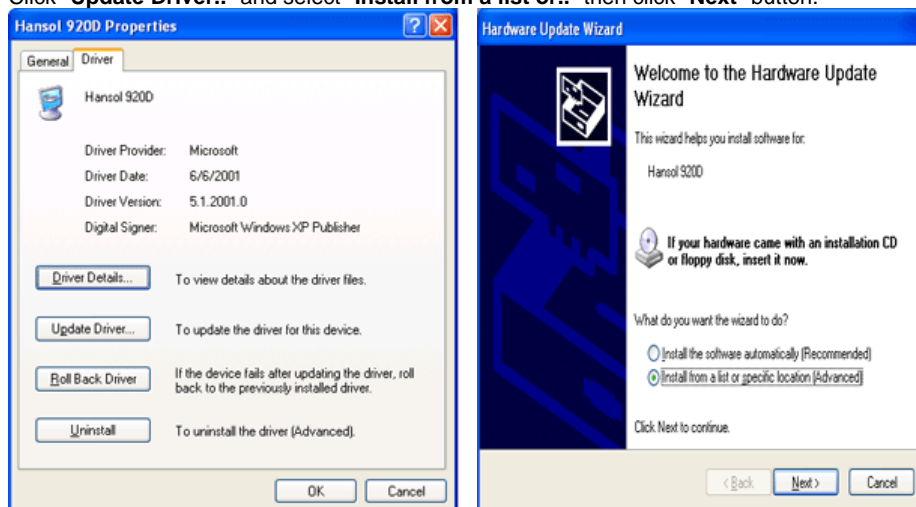 Click "Update Driver.." and select "Install from a list or.." then click "Next" button.
Hansol 920D Properties
General Driver
Hansol 920D
Driver Provider: Microsoft
Driver Date: 6/6/2001
Driver Version: 5.1.2001.0
Digital Signer: Microsoft Windows XP Publisher
Driver Details... To view details about the driver files.
Update Driver... To update the driver for this device.
Roll Back Driver If the device fails after updating the driver, roll
back to the previously installed driver.
Uninstall To uninstall the driver (Advanced).
OK Cancel
Hardware Update Wizard
Welcome to the Hardware Update
Wizard
This wizard helps you install software for:
Hansol 920D
If your hardware came with an installation CD
or floppy disk, insert it now.
What do you want the wizard to do?
Install the software automatically (Recommended)
Install from a list or specific location (Advanced)
Click Next to continue.
< Back Next > Cancel